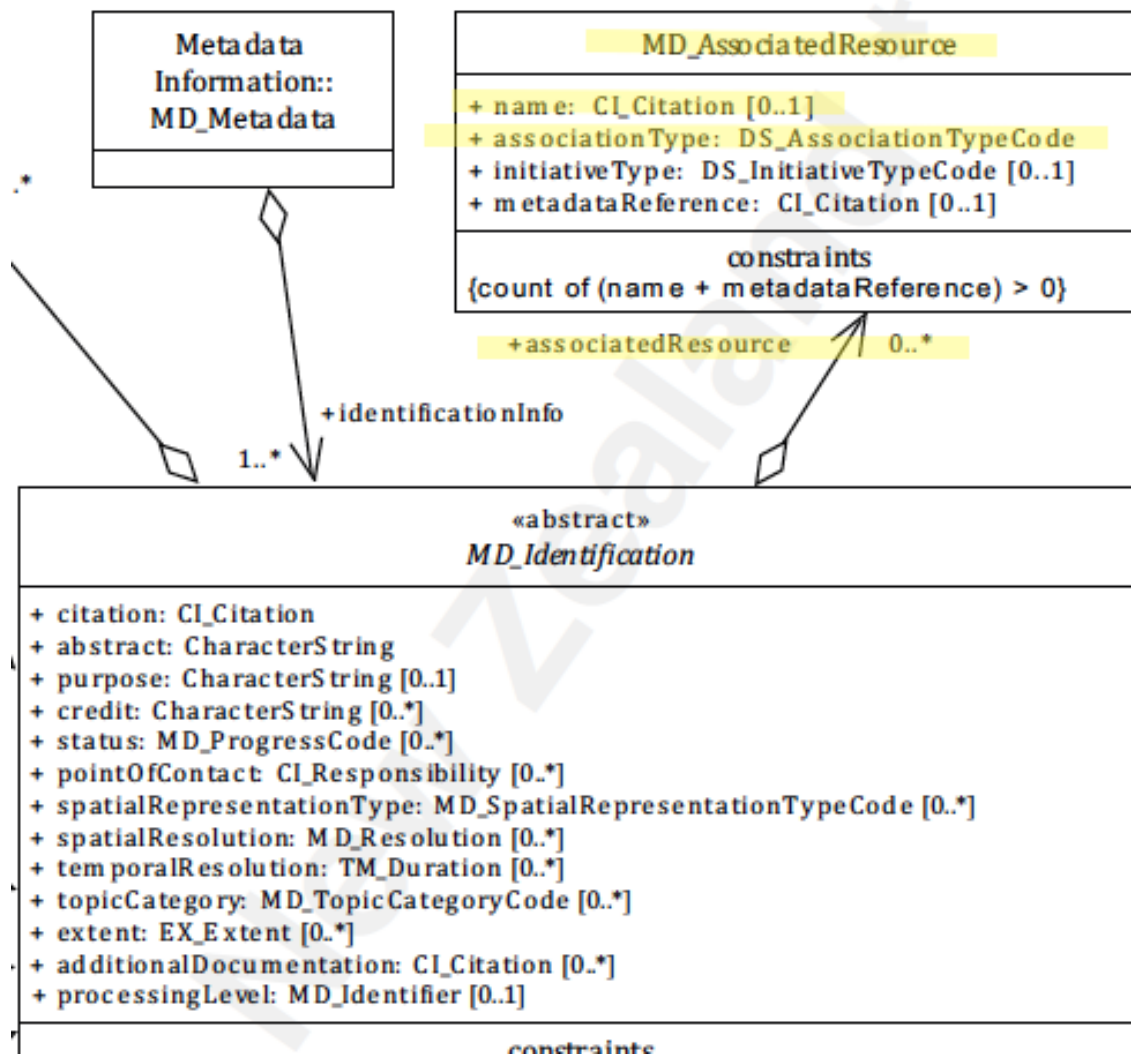 Metadata
Information::
MD_Metadata
MD_AssociatedResource
+ name: CI_Citation [0..1]
+ associationType: DS_AssociationTypeCode
+ initiativeType: DS_InitiativeTypeCode [0..1]
+ metadataReference: CI_Citation [0..1]
constraints
{count of (name + metadataReference) > 0}
.*
+associatedResource 0..*
+identificationInfo
1..*
«abstract»
MD_Identification
+ citation: CI_Citation
+ abstract: CharacterString
+ purpose: CharacterString [0..1]
+ credit: CharacterString [0..*]
+ status: MD_ProgressCode [0..*]
+ pointOfContact: CI_Responsibility [0..*]
+ spatialRepresentationType: MD_SpatialRepresentationTypeCode [0..*]
+ spatialResolution: MD_Resolution [0..*]
+ temporalResolution: TM_Duration [0..*]
+ topicCategory: MD_TopicCategoryCode [0..*]
+ extent: EX_Extent [0..*]
+ additionalDocumentation: CI_Citation [0..*]
+ processingLevel: MD_Identifier [0..1]
constraints
New Zealand